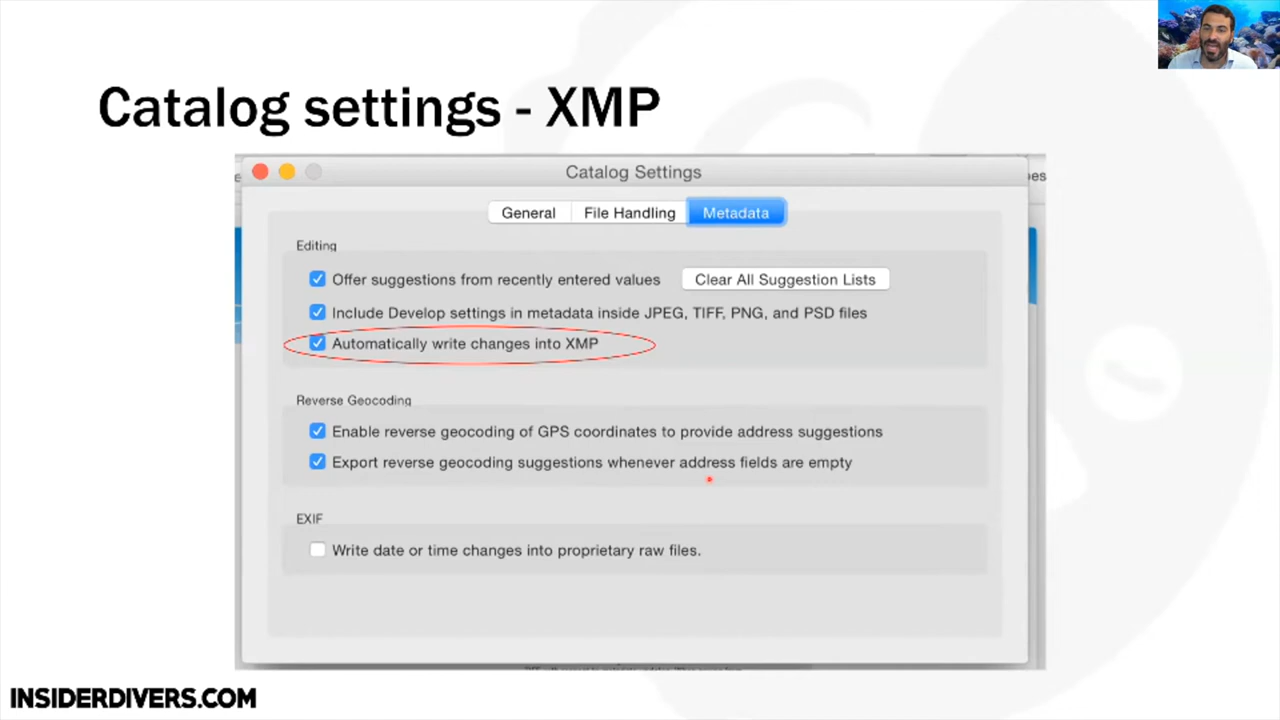 Catalog settings - XMP
Catalog Settings
General File Handling Metadata
Editing
Offer suggestions from recently entered values Clear All Suggestion Lists
Include Develop settings in metadata inside JPEG, TIFF, PNG, and PSD files
Automatically write changes into XMP
Reverse Geocoding
Enable reverse geocoding of GPS coordinates to provide address suggestions
Export reverse geocoding suggestions whenever address fields are empty
EXIF
Write date or time changes into proprietary raw files.
INSIDERDIVERS.COM